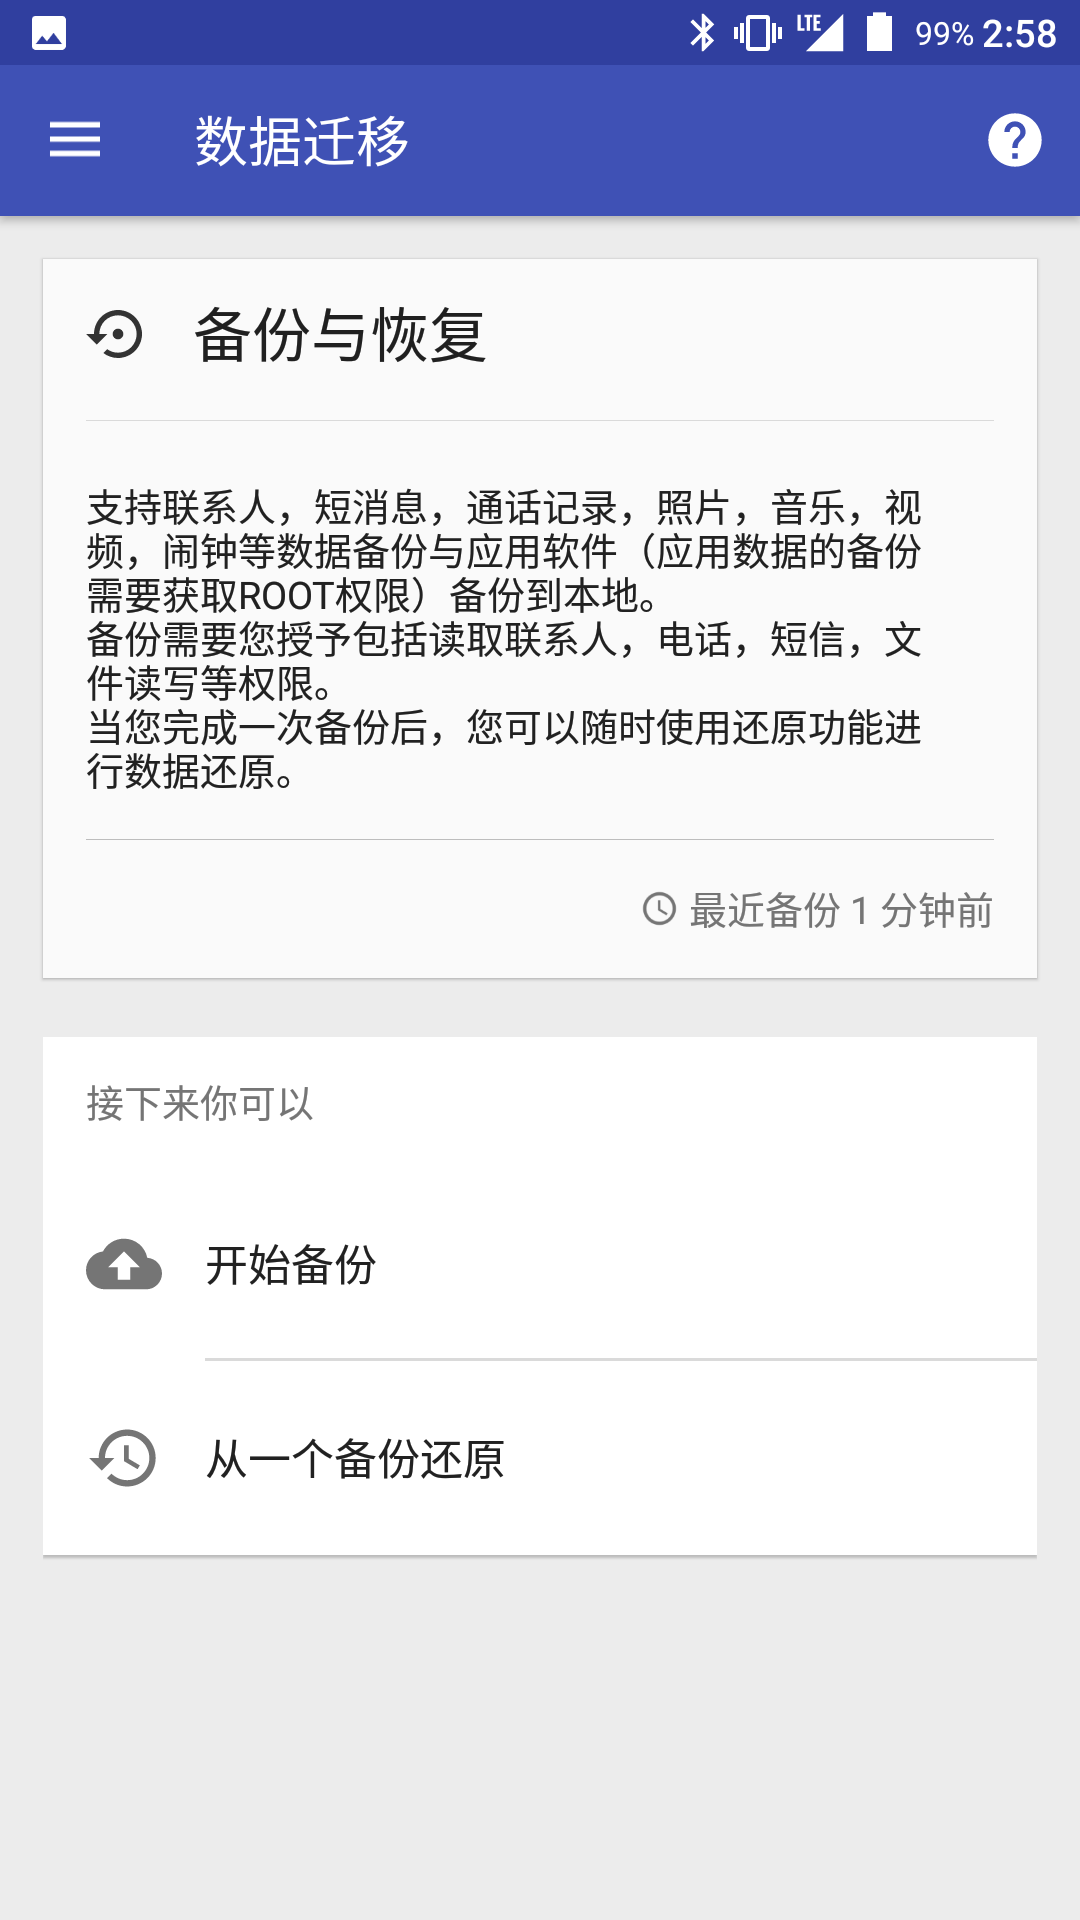 LTE 99% 2:58
数据迁移
备份与恢复
支持联系人，短消息，通话记录，照片，音乐，视
频，闹钟等数据备份与应用软件（应用数据的备份
需要获取ROOT权限）备份到本地。
备份需要您授予包括读取联系人，电话，短信，文
件读写等权限。
当您完成一次备份后，您可以随时使用还原功能进
行数据还原。
最近备份 1 分钟前
接下来你可以
开始备份
从一个备份还原